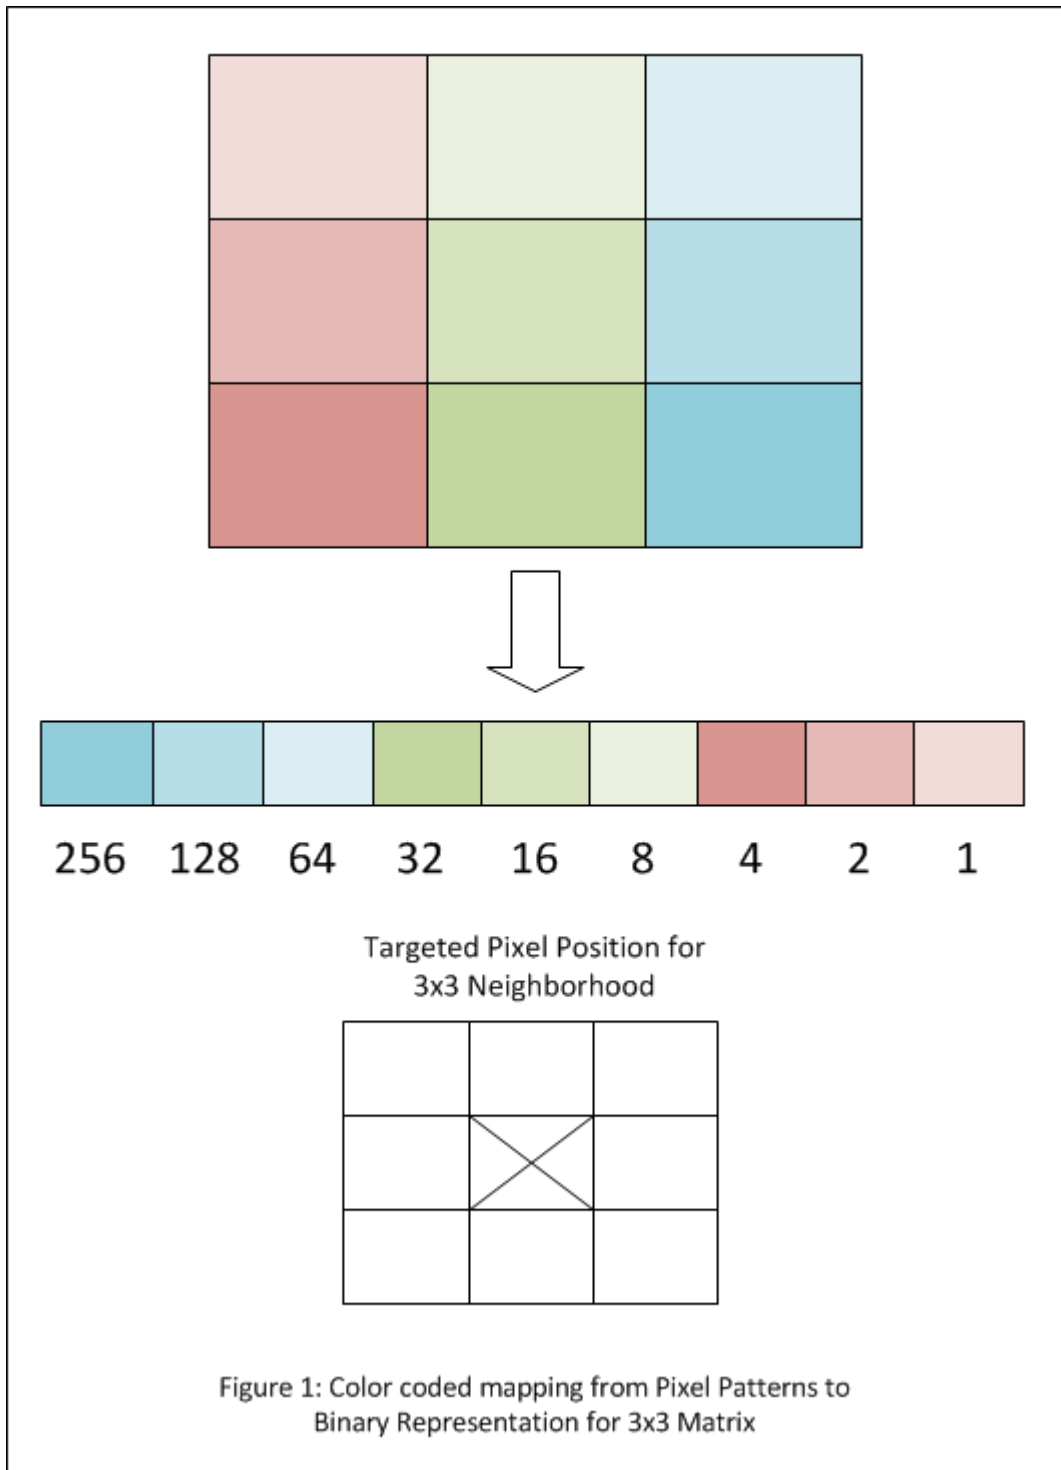 256 128 64 32 16 8 4 2 1
Targeted Pixel Position for
3x3 Neighborhood
Figure 1: Color coded mapping from Pixel Patterns to
Binary Representation for 3x3 Matrix